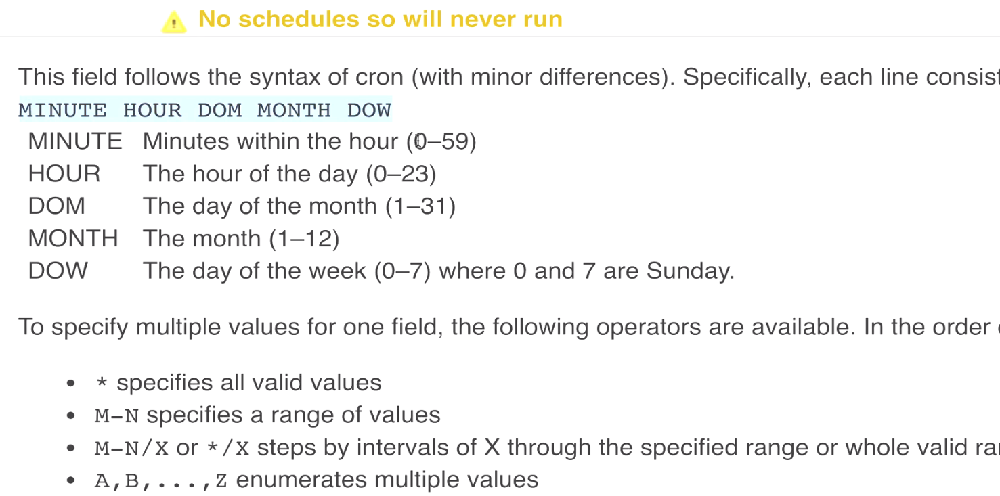 No schedules so will never run
This field follows the syntax of cron (with minor differences). Specifically, each line consist
MINUTE HOUR DOM MONTH DOW
MINUTE Minutes within the hour (0–59)
HOUR The hour of the day (0–23)
DOM The day of the month (1–31)
MONTH The month (1–12)
DOW The day of the week (0–7) where 0 and 7 are Sunday.
To specify multiple values for one field, the following operators are available. In the order
• * specifies all valid values
• M-N specifies a range of values
• M-N/X or */X steps by intervals of X through the specified range or whole valid
• A,B,...,Z enumerates multiple values